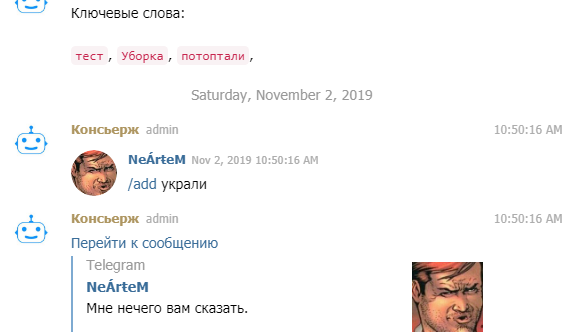 Ключевые слова:
тест, Уборка, потоптали,
Saturday, November 2, 2019
Консьерж admin 10:50:16 AM
NeÁrteM Nov 2, 2019 10:50:16 AM
/add украли
Консьерж admin 10:50:16 AM
Перейти к сообщению
Telegram
NeÁrteM
Мне нечего вам сказать.